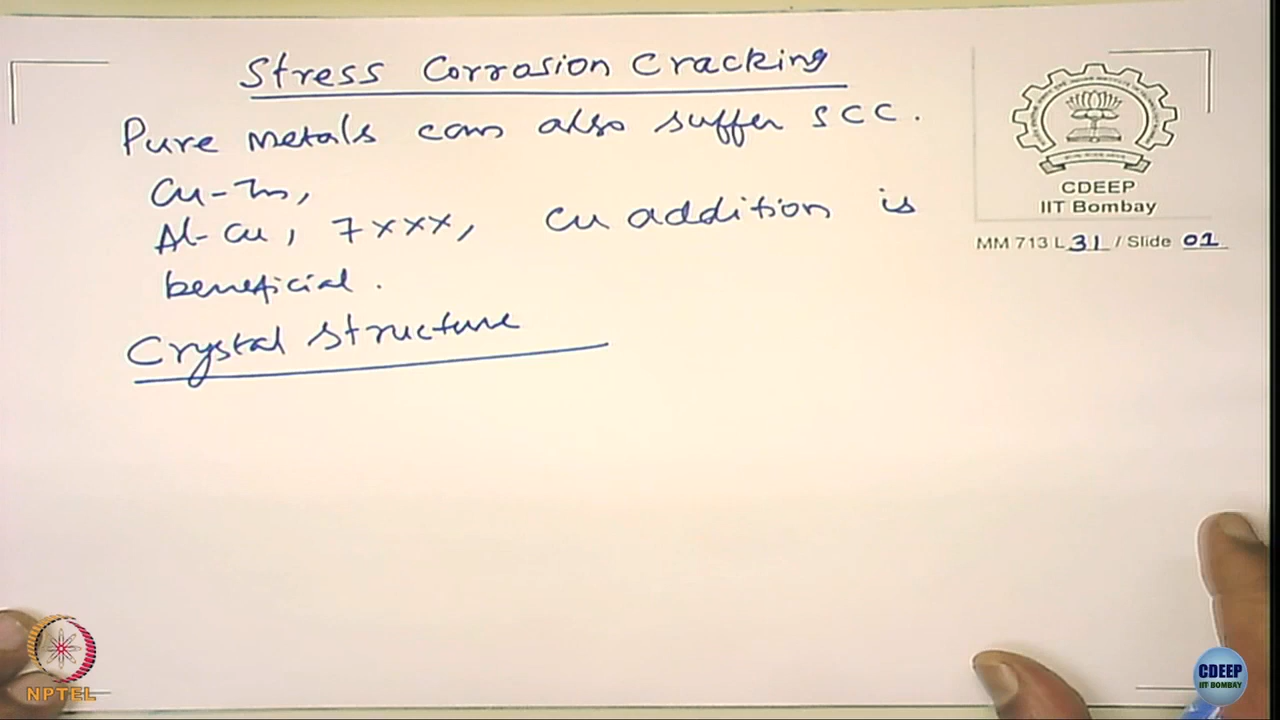 Stress Corrosion Cracking
Pure metals can also suffer SCC.
Cu-Zn,
Al-Cu, 7xxx, Cu addition is
beneficial.
Crystal structure
CDEEP
IIT Bombay
MM 713 L 31 / Slide 01
NPTEL
CDEEP
IIT BOMBAY